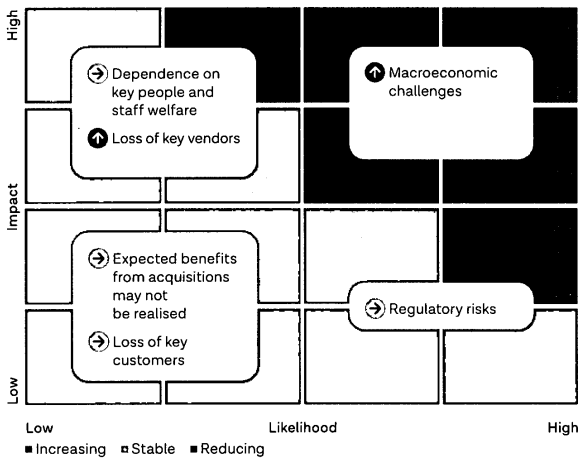 High
Dependence on
key people and
staff welfare
Loss of key vendors
Macroeconomic
challenges
Impact
Expected benefits
from acquisitions
may not
be realised
Loss of key
customers
Regulatory risks
Low
Low
Likelihood
High
Increasing
Stable
Reducing